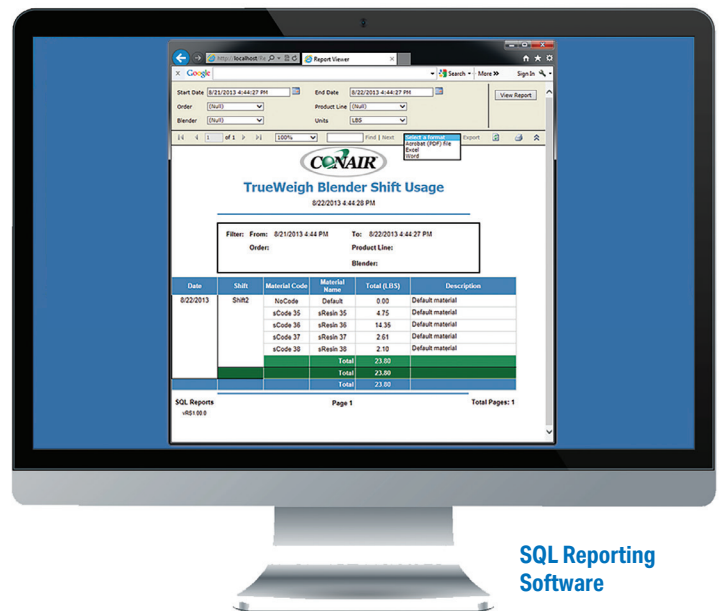 http://localhost/Re
Report Viewer
×
x Google
Search
More >>
Sign In
Start Date 8/21/2013 4:44:27 PM End Date 8/22/2013 4:44:27 PM View Report
Order (Null) Product Line (Null)
Blender (Null) Units LBS
1 of 1 100% Find | Next Select a format Export
Acrobat (PDF) file
Excel
Word
CONAIR
TrueWeigh Blender Shift Usage
8/22/2013 4:44:28 PM
Filter: From: 8/21/2013 4:44 PM To: 8/22/2013 4:44:27 PM
Order: Product Line:
Blender:
Date Shift Material Code Material Name Total (LBS) Description
8/22/2013 Shift2 NoCode Default 0.00 Default material
sCode 35 sResin 35 4.75 Default material
sCode 36 sResin 36 14.35 Default material
sCode 37 sResin 37 2.61 Default material
sCode 38 sResin 38 2.10 Default material
Total 23.80
Total 23.80
Total 23.80
SQL Reports Page 1 Total Pages: 1
vRS1.00.0
SQL Reporting
Software